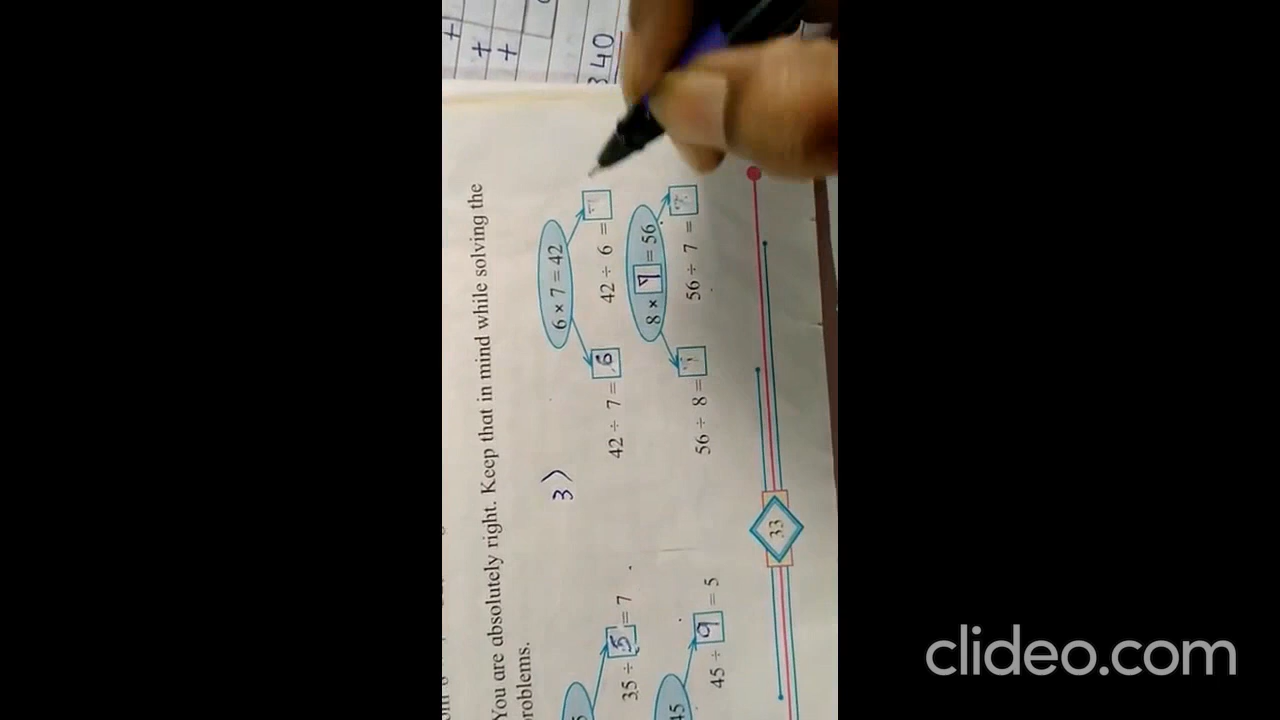 340
You are absolutely right. Keep that in mind while solving the
problems.
3)
6 × 7 = 42
42 ÷ 7 = 6
42 ÷ 6 =
8 × 7 = 56
56 ÷ 8 =
56 ÷ 7 =
35 ÷ 5 = 7
45
45 ÷ 9 = 5
33
clideo.com